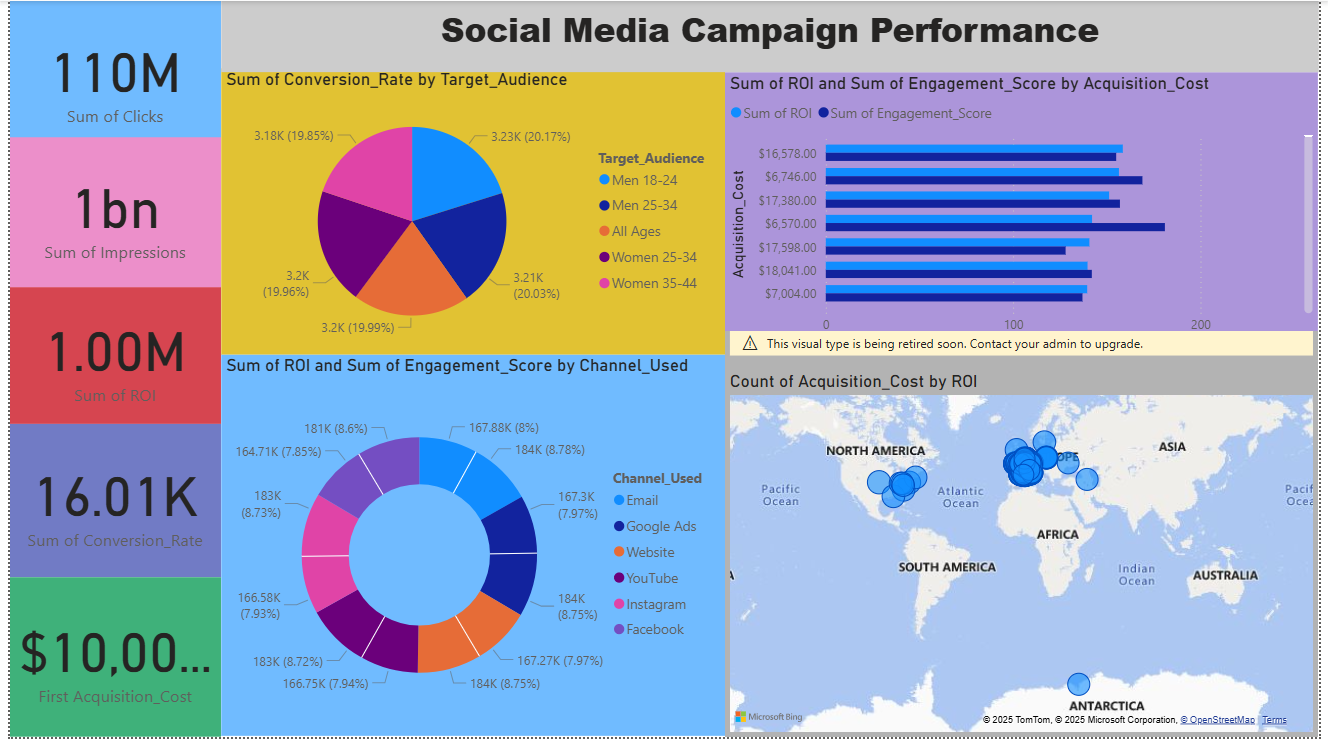 Social Media Campaign Performance
110M
Sum of Clicks
1bn
Sum of Impressions
1.00M
Sum of ROI
16.01K
Sum of Conversion_Rate
$10,00...
First Acquisition_Cost
Sum of Conversion_Rate by Target_Audience
3.18K (19.85%)
3.23K (20.17%)
3.2K
(19.96%)
3.21K
(20.03%)
3.2K (19.99%)
Target_Audience
Men 18-24
Men 25-34
All Ages
Women 25-34
Women 35-44
Sum of ROI and Sum of Engagement_Score by Acquisition_Cost
Sum of ROI
Sum of Engagement_Score
Acquisition_Cost
$16,578.00
$6,746.00
$17,380.00
$6,570.00
$17,598.00
$18,041.00
$7,004.00
0
100
200
This visual type is being retired soon. Contact your admin to upgrade.
Sum of ROI and Sum of Engagement_Score by Channel_Used
181K (8.6%)
167.88K (8%)
164.71K (7.85%)
184K (8.78%)
183K
(8.73%)
167.3K
(7.97%)
166.58K
(7.93%)
184K
(8.75%)
183K (8.72%)
167.27K (7.97%)
166.75K (7.94%)
184K (8.75%)
Channel_Used
Email
Google Ads
Website
YouTube
Instagram
Facebook
Count of Acquisition_Cost by ROI
NORTH AMERICA
OPE
ASIA
Pacific
Ocean
Atlantic
Ocean
Pacif
Ocean
AFRICA
SOUTH AMERICA
Indian
Ocean
AUSTRALIA
A
ANTARCTICA
Microsoft Bing
© 2025 TomTom, © 2025 Microsoft Corporation, © OpenStreetMap Terms